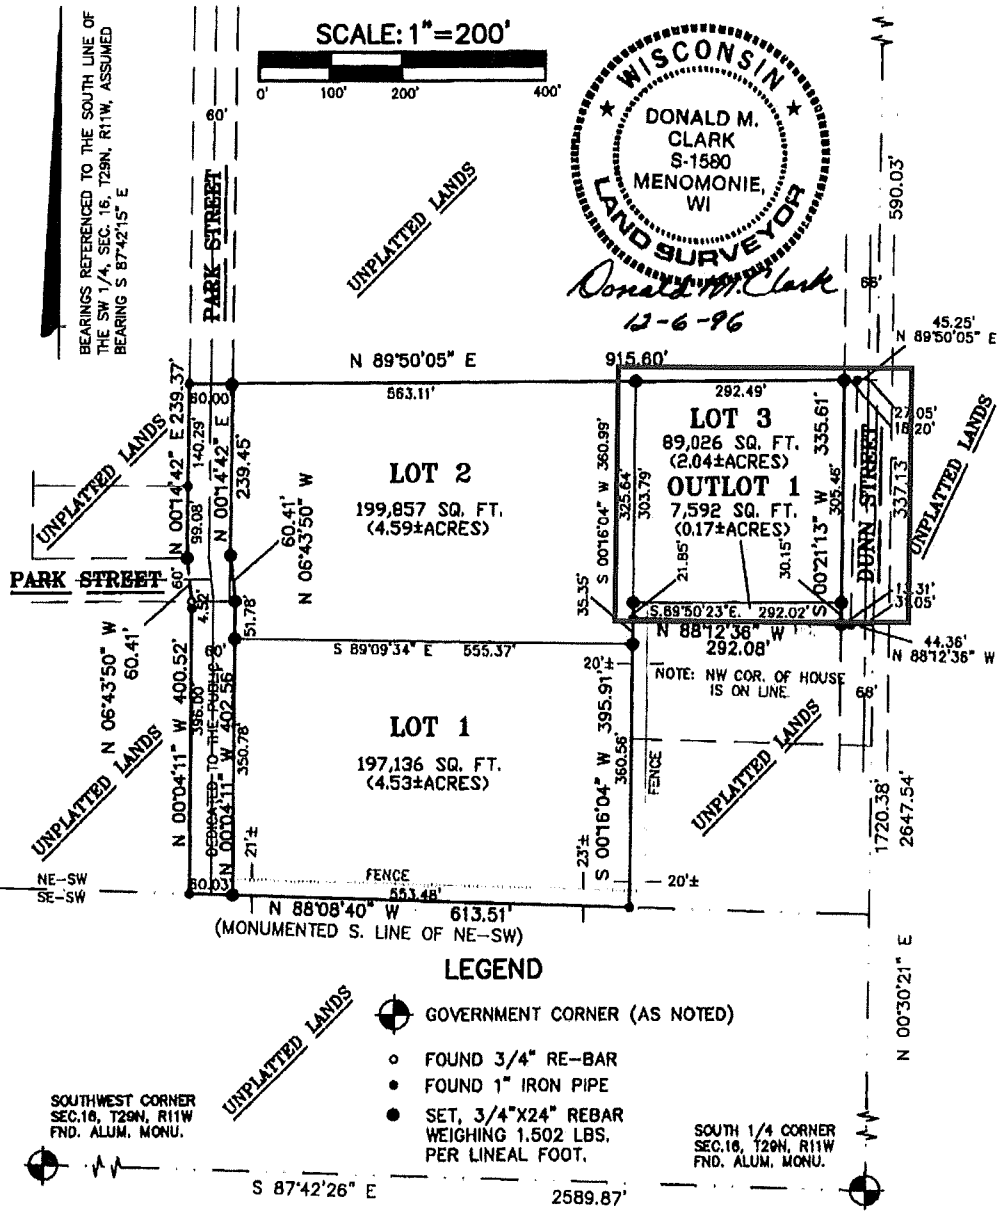 SCALE: 1"=200'
0'
100'
200'
400'
BEARINGS REFERENCED TO THE SOUTH LINE OF
THE SW 1/4, SEC. 16, T29N, R11W, ASSUMED
BEARING S 87°42'15" E
WISCONSIN
DONALD M.
CLARK
S-1580
MENOMONIE,
WI
LAND SURVEYOR
Donald M. Clark
12-6-96
60'
PARK STREET
UNPLATTED LANDS
590.03'
66'
45.25'
N 89°50'05" E
N 89°50'05" E
915.60'
60.00'
563.11'
292.49'
27.05'
18.20'
N 00°14'42" E 239.37'
140.29'
99.08'
N 00°14'42" E
239.45'
UNPLATTED LANDS
LOT 2
199,857 SQ. FT.
(4.59±ACRES)
60.41'
N 06°43'50" W
S 00°16'04" W 360.99'
325.64'
303.79'
LOT 3
89,026 SQ. FT.
(2.04±ACRES)
OUTLOT 1
7,592 SQ. FT.
(0.17±ACRES)
S 00°21'13" W 335.61'
305.46'
DUNN STREET
337.13'
UNPLATTED LANDS
21.85'
30.15'
35.35'
PARK STREET
60'
4.52'
51.78'
60'
S 89°50'23" E 292.02'
N 88°12'36" W
292.08'
31.05'
44.36'
N 88°12'36" W
N 06°43'50" W
60.41'
S 89°09'34" E 555.37'
20'±
NOTE: NW COR. OF HOUSE
IS ON LINE
66'
N 00°04'11" W 400.52'
396.00'
DEDICATED TO THE PUBLIC
N 00°04'11" W 402.56'
350.78'
LOT 1
197,136 SQ. FT.
(4.53±ACRES)
S 00°16'04" W 395.91'
360.56'
FENCE
UNPLATTED LANDS
UNPLATTED LANDS
1720.38'
2647.54'
21'±
23'±
20'±
NE-SW
SE-SW
60.03'
FENCE
553.48'
N 88°08'40" W 613.51'
(MONUMENTED S. LINE OF NE-SW)
N 00°30'21" E
UNPLATTED LANDS
LEGEND
GOVERNMENT CORNER (AS NOTED)
FOUND 3/4" RE-BAR
FOUND 1" IRON PIPE
SET, 3/4"X24" REBAR
WEIGHING 1.502 LBS.
PER LINEAL FOOT.
SOUTHWEST CORNER
SEC.16, T29N, R11W
FND. ALUM. MONU.
SOUTH 1/4 CORNER
SEC.16, T29N, R11W
FND. ALUM. MONU.
S 87°42'26" E
2589.87'